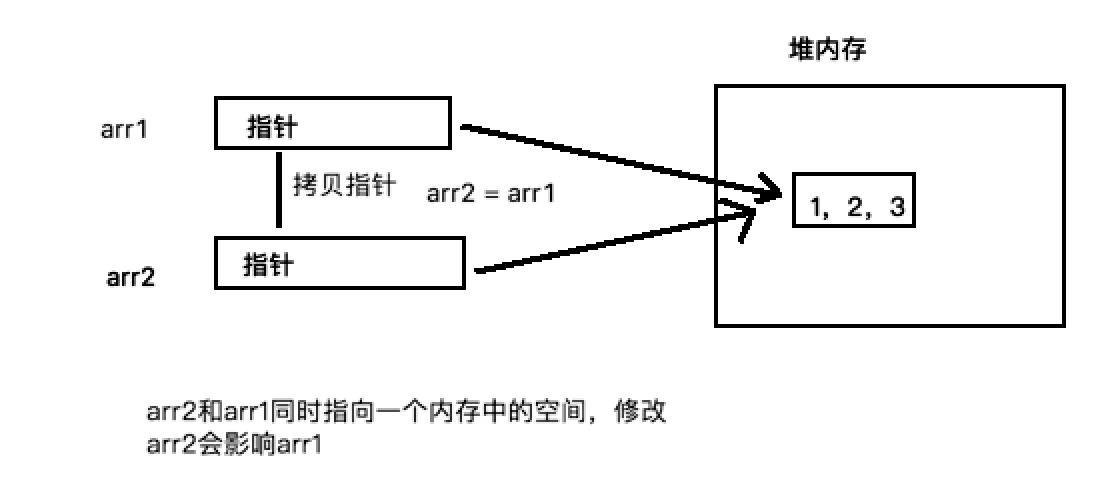 堆内存
arr1
指针
拷贝指针
arr2 = arr1
1，2，3
arr2
指针
arr2和arr1同时指向一个内存中的空间，修改
arr2会影响arr1